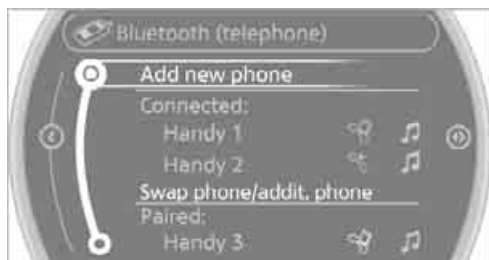 Bluetooth (telephone)
Add new phone
Connected:
Handy 1
Handy 2
Swap phone/addit. phone
Paired:
Handy 3